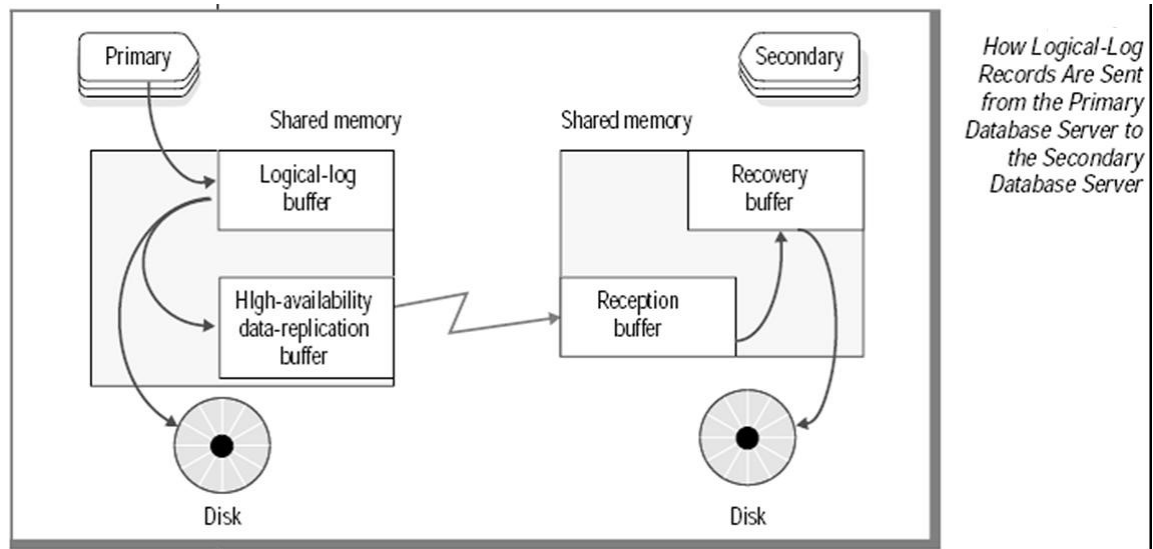 Primary
Secondary
Shared memory
Shared memory
Logical-log
buffer
Recovery
buffer
HIgh-availability
data-replication
buffer
Reception
buffer
Disk
Disk
How Logical-Log
Records Are Sent
from the Primary
Database Server to
the Secondary
Database Server